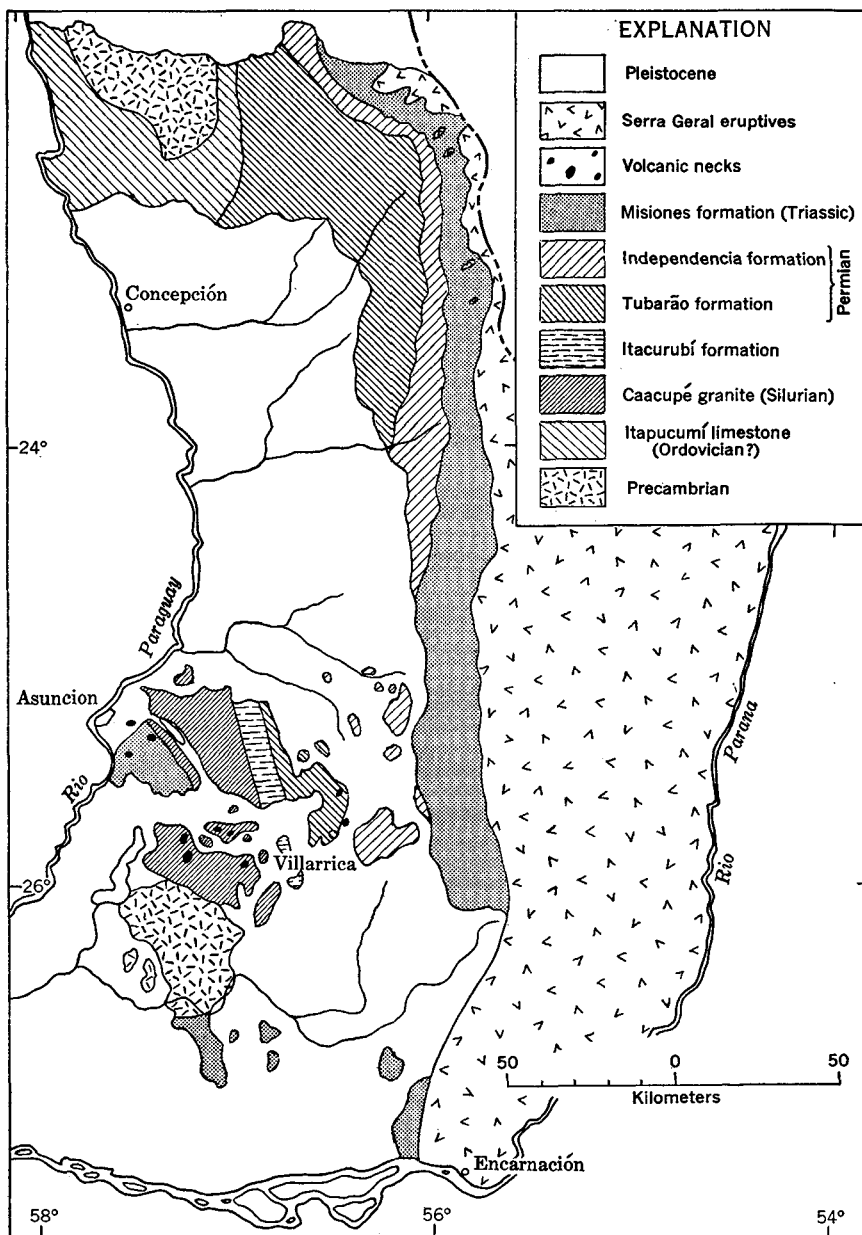 EXPLANATION
Pleistocene
Serra Geral eruptives
Volcanic necks
Misiones formation (Triassic)
Independencia formation
Tubarão formation
Permian
Itacurubí formation
Caacupé granite (Silurian)
Itapucumí limestone
(Ordovician?)
Precambrian
Concepción
24°
Paraguay
Asuncion
Rio
Parana
Villarrica
Rio
26°
50 0 50
Kilometers
Encarnación
58° 56° 54°